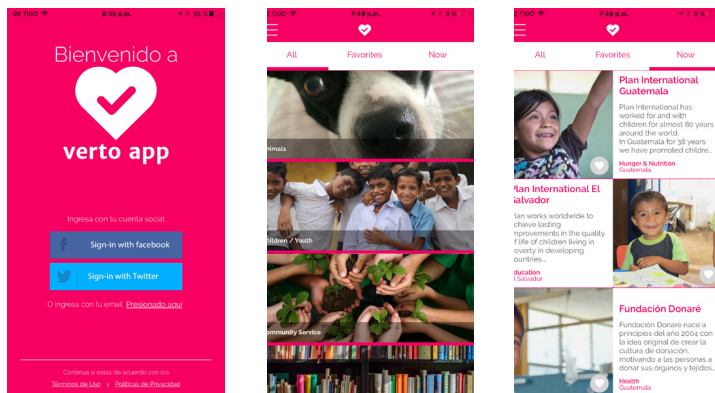 TIGO
6:30 p.m.
35 %
Bienvenido a
verto app
Ingresa con tu cuenta social
f
Sign-in with facebook
Sign-in with Twitter
O ingresa con tu email Presionado aquí
Continua si estas de acuerdo con los
Términos de Uso y Politicas de Privacidad
TIGO
7:49 p.m.
9 %
All
Favorites
Now
nimals
hildren / Youth
ommunity Service
TIGO
7:49 p.m.
9 %
All
Favorites
Now
Plan International
Guatemala
Plan International has
worked for and with
children for almost 80 years
around the world.
In Guatemala for 38 years
we have promoted childre...
Hunger & Nutrition
Guatemala
Plan International El
Salvador
lan works worldwide to
chieve lasting
mprovements in the quality
f life of children living in
overty in developing
ountries...
ducation
l Salvador
Fundación Donaré
Fundación Donaré nace a
principios del año 2004 con
la idea original de crear la
cultura de donación,
motivando a las personas a
donar sus órganos y tejidos...
Health
Guatemala